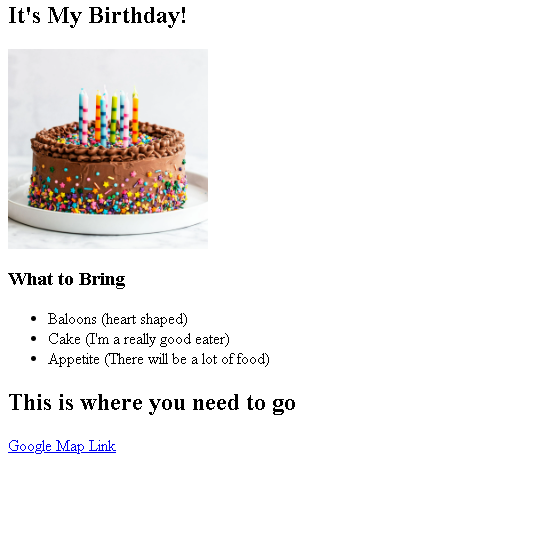 It's My Birthday!
What to Bring
Baloons (heart shaped)
Cake (I'm a really good eater)
Appetite (There will be a lot of food)
This is where you need to go
Google Map Link